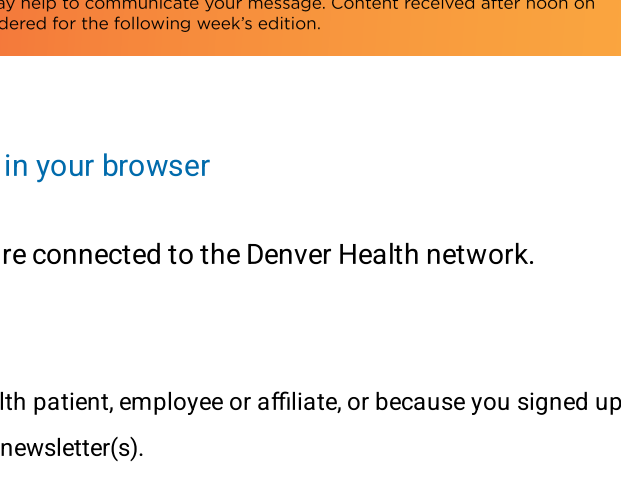 ay help to communicate your message. Content received after noon on
dered for the following week’s edition.
in your browser
re connected to the Denver Health network.
lth patient, employee or affiliate, or because you signed up
newsletter(s).